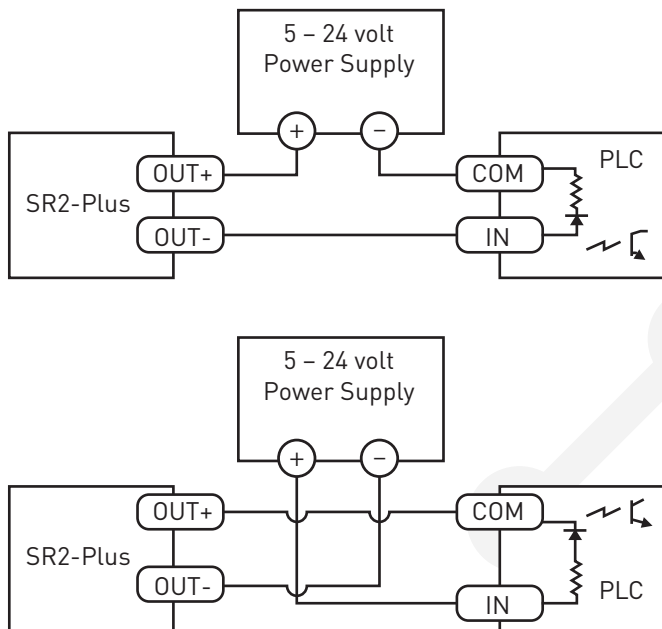 5 – 24 volt
Power Supply
+
−
OUT+
COM
PLC
SR2-Plus
OUT-
IN
5 – 24 volt
Power Supply
+
−
OUT+
COM
SR2-Plus
OUT-
PLC
IN